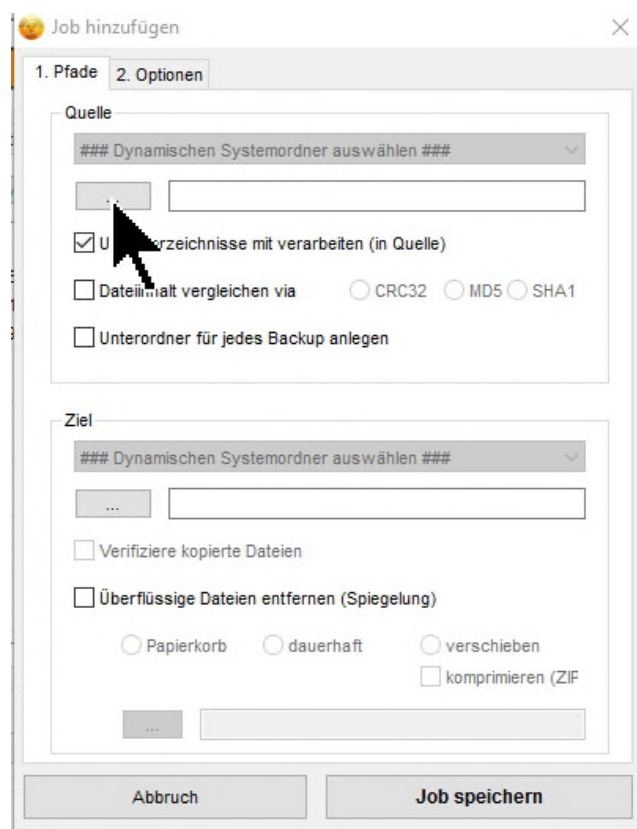 Job hinzufügen
1. Pfade 2. Optionen
Quelle
### Dynamischen Systemordner auswählen ###
...
rzeichnisse mit verarbeiten (in Quelle)
Dateiinhalt vergleichen via CRC32 MD5 SHA1
Unterordner für jedes Backup anlegen
Ziel
### Dynamischen Systemordner auswählen ###
...
Verifiziere kopierte Dateien
Überflüssige Dateien entfernen (Spiegelung)
Papierkorb dauerhaft verschieben
komprimieren (ZIP
...
Abbruch Job speichern